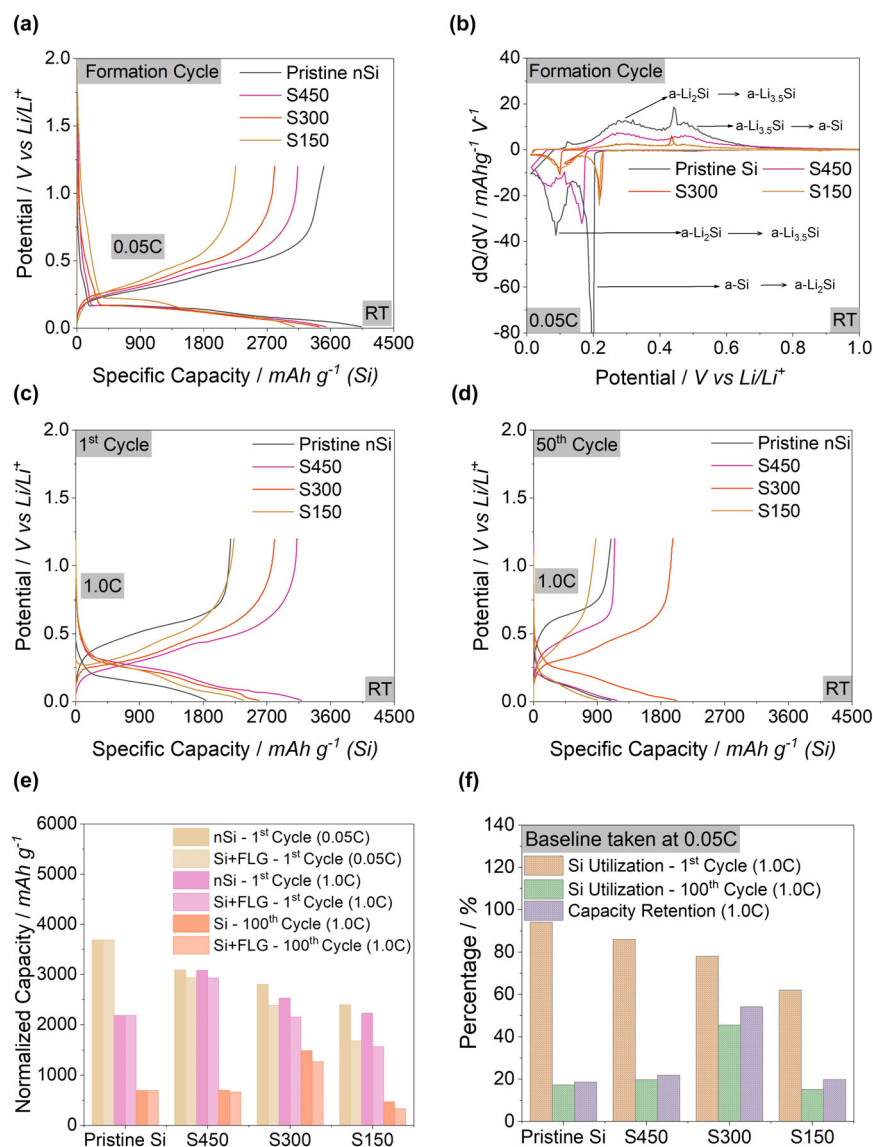 (a)
Formation Cycle
Pristine nSi
S450
S300
S150
0.05C
RT
2.0
1.5
1.0
0.5
0.0
0 900 1800 2700 3600 4500
Potential / V vs Li/Li⁺
Specific Capacity / mAh g⁻¹ (Si)
(b)
Formation Cycle
a-Li₂Si → a-Li₃.₅Si
a-Li₃.₅Si → a-Si
Pristine Si S450
S300 S150
a-Li₂Si → a-Li₃.₅Si
a-Si → a-Li₂Si
0.05C
RT
40
20
0
-20
-40
-60
-80
0.0 0.2 0.4 0.6 0.8 1.0
dQ/dV / mAhg⁻¹ V⁻¹
Potential / V vs Li/Li⁺
(c)
1ˢᵗ Cycle
Pristine nSi
S450
S300
S150
1.0C
RT
2.0
1.5
1.0
0.5
0.0
0 900 1800 2700 3600 4500
Potential / V vs Li/Li⁺
Specific Capacity / mAh g⁻¹ (Si)
(d)
50ᵗʰ Cycle
Pristine nSi
S450
S300
S150
1.0C
RT
2.0
1.5
1.0
0.5
0.0
0 900 1800 2700 3600 4500
Potential / V vs Li/Li⁺
Specific Capacity / mAh g⁻¹ (Si)
(e)
nSi - 1ˢᵗ Cycle (0.05C)
Si+FLG - 1ˢᵗ Cycle (0.05C)
nSi - 1ˢᵗ Cycle (1.0C)
Si+FLG - 1ˢᵗ Cycle (1.0C)
Si - 100ᵗʰ Cycle (1.0C)
Si+FLG - 100ᵗʰ Cycle (1.0C)
6000
5000
4000
3000
2000
1000
0
Pristine Si S450 S300 S150
Normalized Capacity / mAh g⁻¹
(f)
Baseline taken at 0.05C
Si Utilization - 1ˢᵗ Cycle (1.0C)
Si Utilization - 100ᵗʰ Cycle (1.0C)
Capacity Retention (1.0C)
140
120
100
80
60
40
20
0
Pristine Si S450 S300 S150
Percentage / %